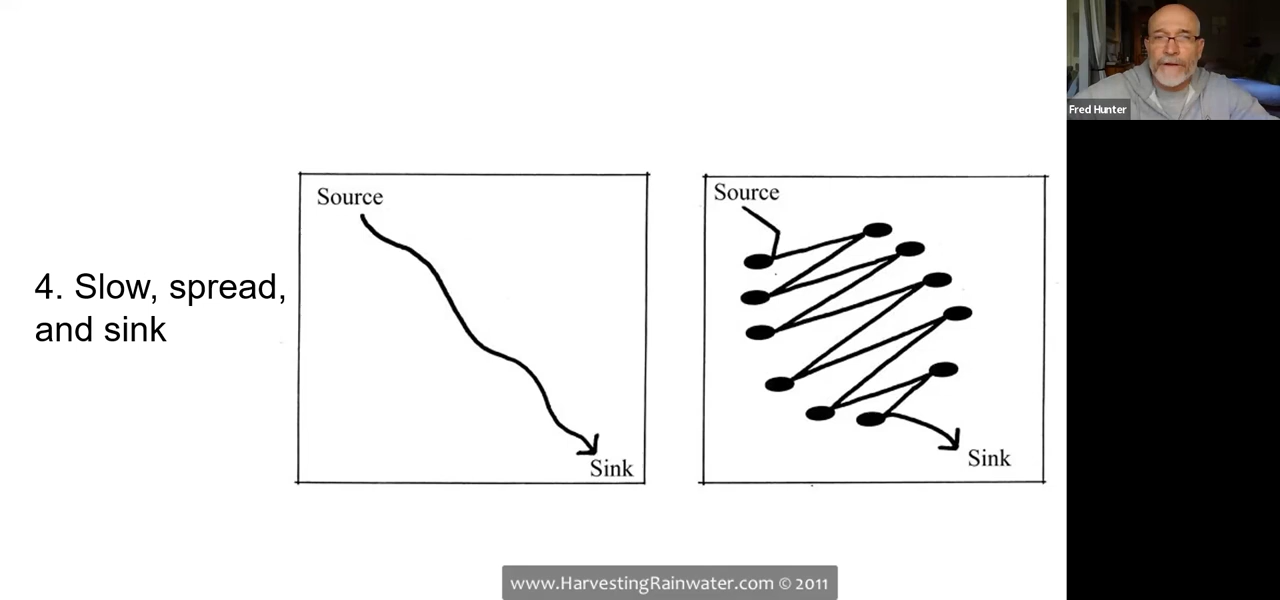 4. Slow, spread,
and sink
Source
Sink
Source
Sink
www.HarvestingRainwater.com © 2011
Fred Hunter